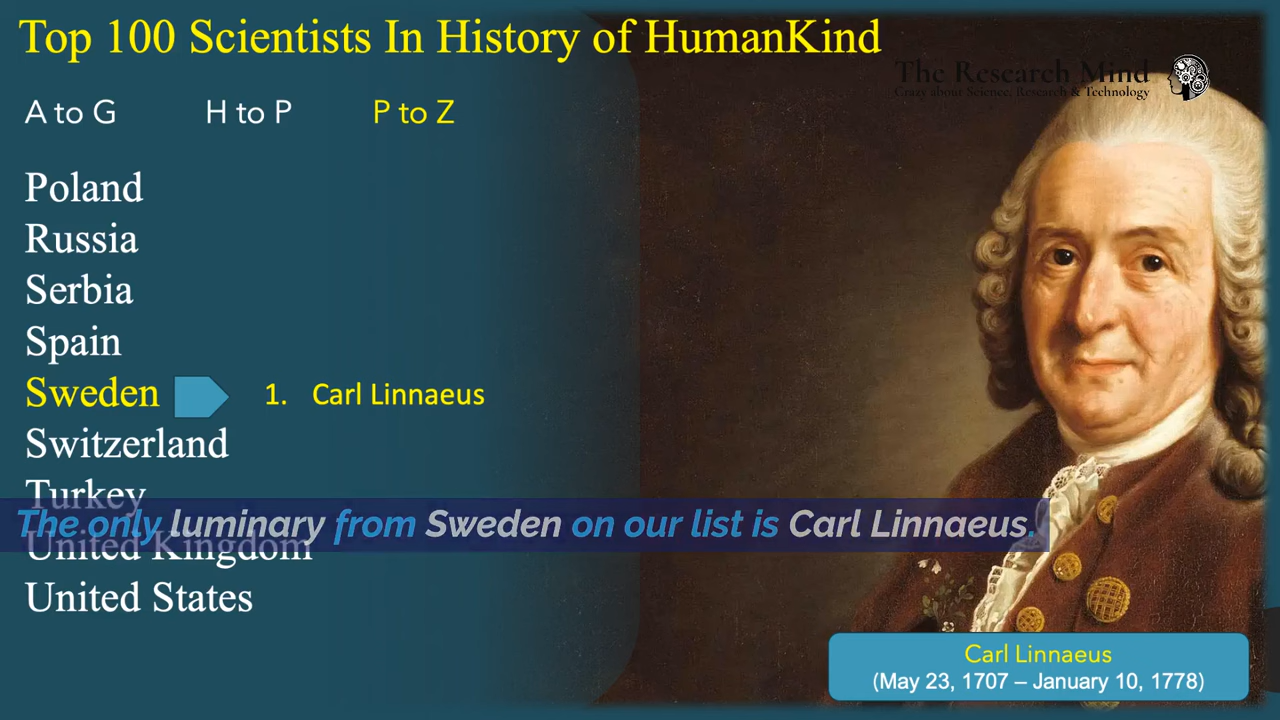 Top 100 Scientists In History of HumanKind
The Research Mind
Crazy about Science, Research & Technology
A to G H to P P to Z
Poland
Russia
Serbia
Spain
Sweden 1. Carl Linnaeus
Switzerland
Turkey
The only luminary from Sweden on our list is Carl Linnaeus.
United Kingdom
United States
Carl Linnaeus
(May 23, 1707 – January 10, 1778)